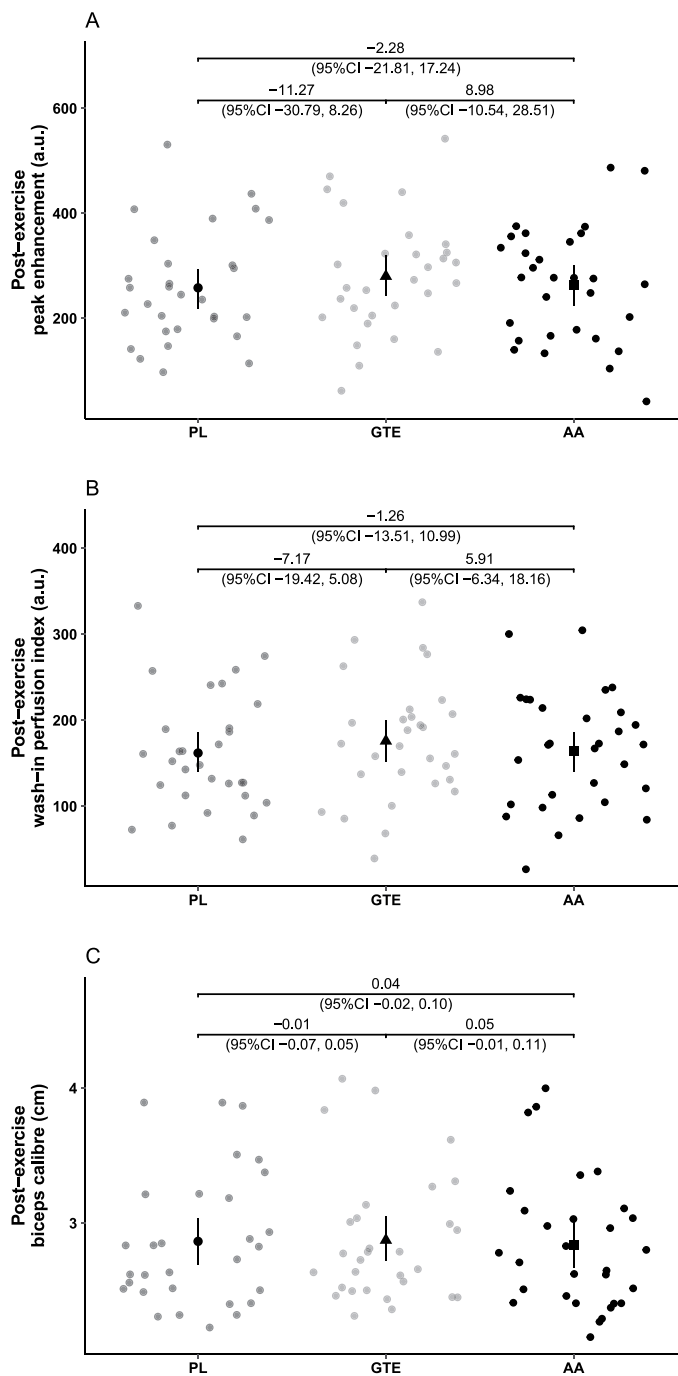 A
−2.28
(95%CI −21.81, 17.24)
−11.27
(95%CI −30.79, 8.26)
8.98
(95%CI −10.54, 28.51)
600
400
200
Post−exercise
peak enhancement (a.u.)
PL
GTE
AA
B
−1.26
(95%CI −13.51, 10.99)
−7.17
(95%CI −19.42, 5.08)
5.91
(95%CI −6.34, 18.16)
400
300
200
100
Post−exercise
wash−in perfusion index (a.u.)
PL
GTE
AA
C
0.04
(95%CI −0.02, 0.10)
−0.01
(95%CI −0.07, 0.05)
0.05
(95%CI −0.01, 0.11)
4
3
Post−exercise
biceps calibre (cm)
PL
GTE
AA